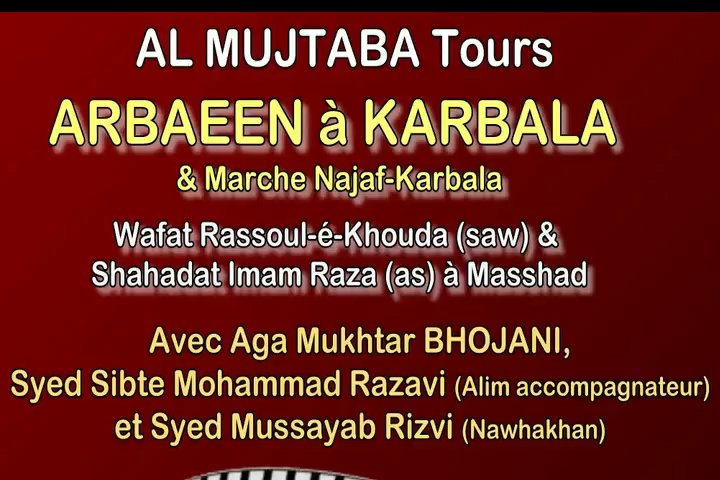 AL MUJTABA Tours
ARBAEEN à KARBALA
& Marche Najaf-Karbala
Wafat Rassoul-é-Khouda (saw) &
Shahadat Imam Raza (as) à Masshad
Avec Aga Mukhtar BHOJANI,
Syed Sibte Mohammad Razavi (Alim accompagnateur)
et Syed Mussayab Rizvi (Nawhakhan)